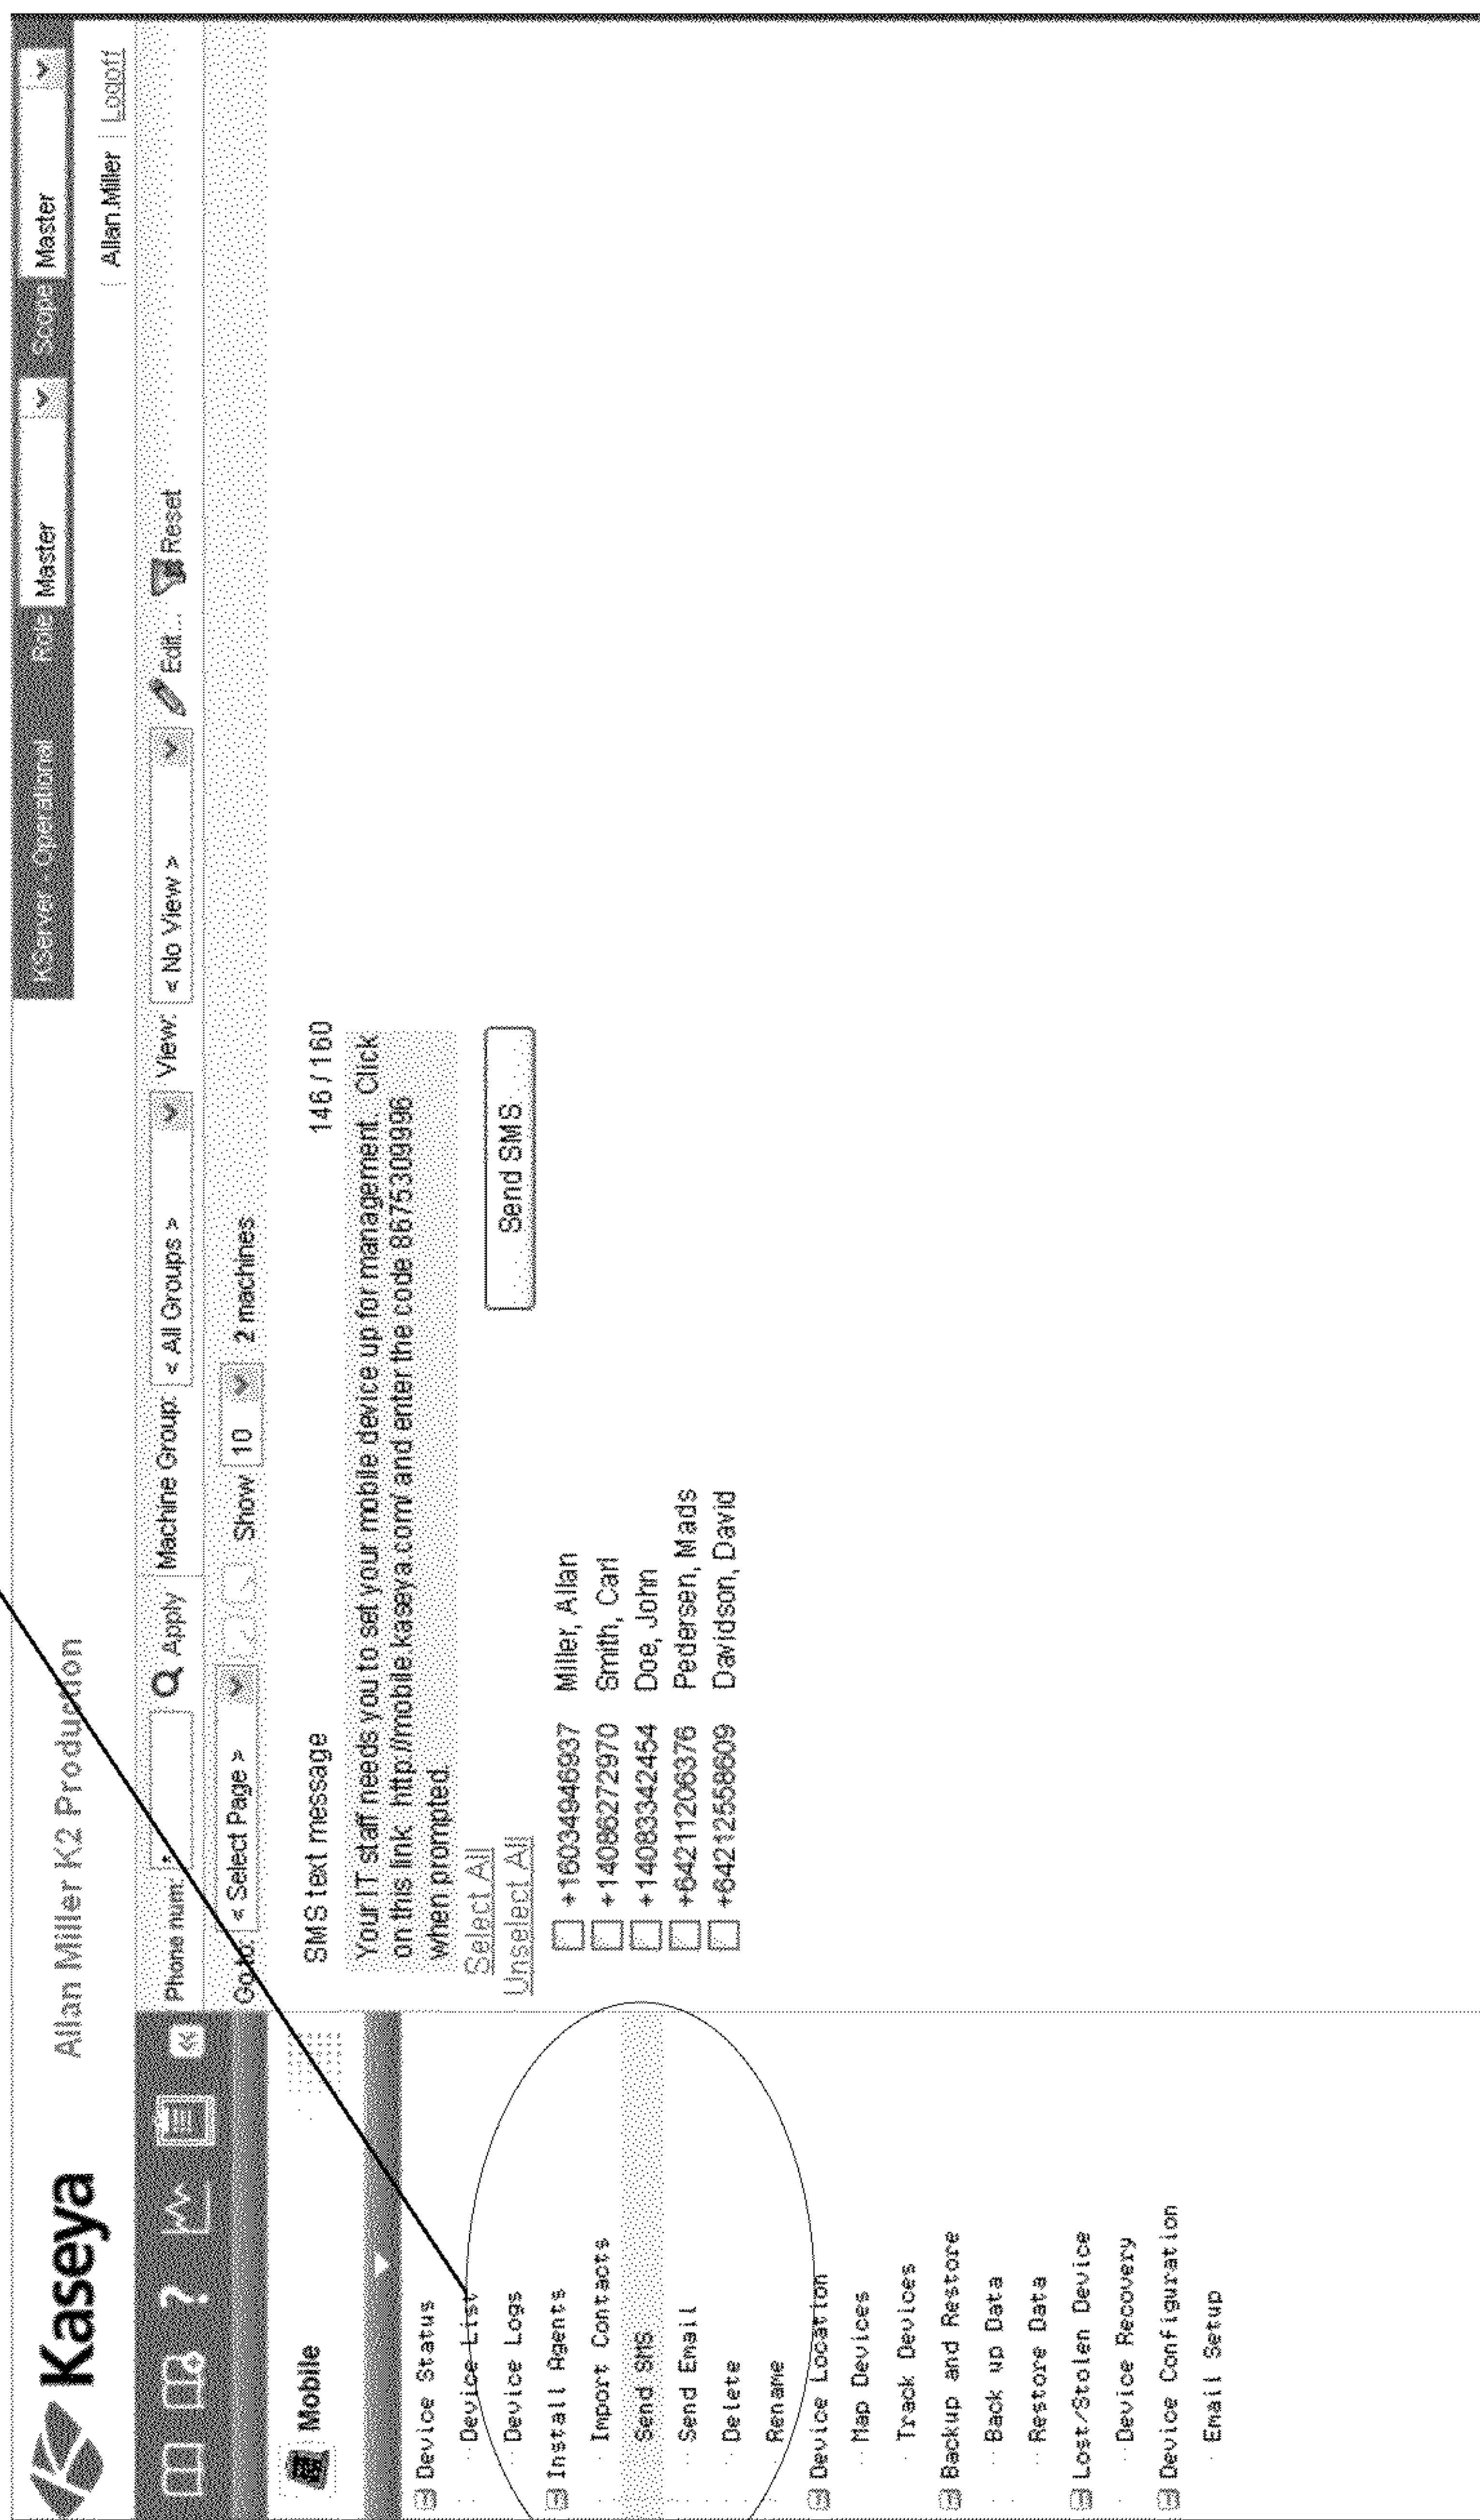 Kaseya
Allan Miller K2 Production
KServer - Operational Role Master Scope Master
Allan.Miller Logoff
Phone num: * Apply Machine Group: < All Groups > View: < No View > Edit... Reset
Go to: < Select Page > Show 10 2 machines
Mobile
Device Status
Device List
Device Logs
Install Agents
Import Contacts
Send SMS
Send Email
Delete
Rename
Device Location
Map Devices
Track Devices
Backup and Restore
Back up Data
Restore Data
Lost/Stolen Device
Device Recovery
Device Configuration
Email Setup
SMS text message 146 / 160
Your IT staff needs you to set your mobile device up for management. Click
on this link http://mobile.kaseya.com/ and enter the code 8675309996
when prompted.
Select All
Unselect All
Send SMS
+16034946937 Miller, Allan
+14086272970 Smith, Carl
+14083342454 Doe, John
+64211206376 Pedersen, Mads
+64212558609 Davidson, David